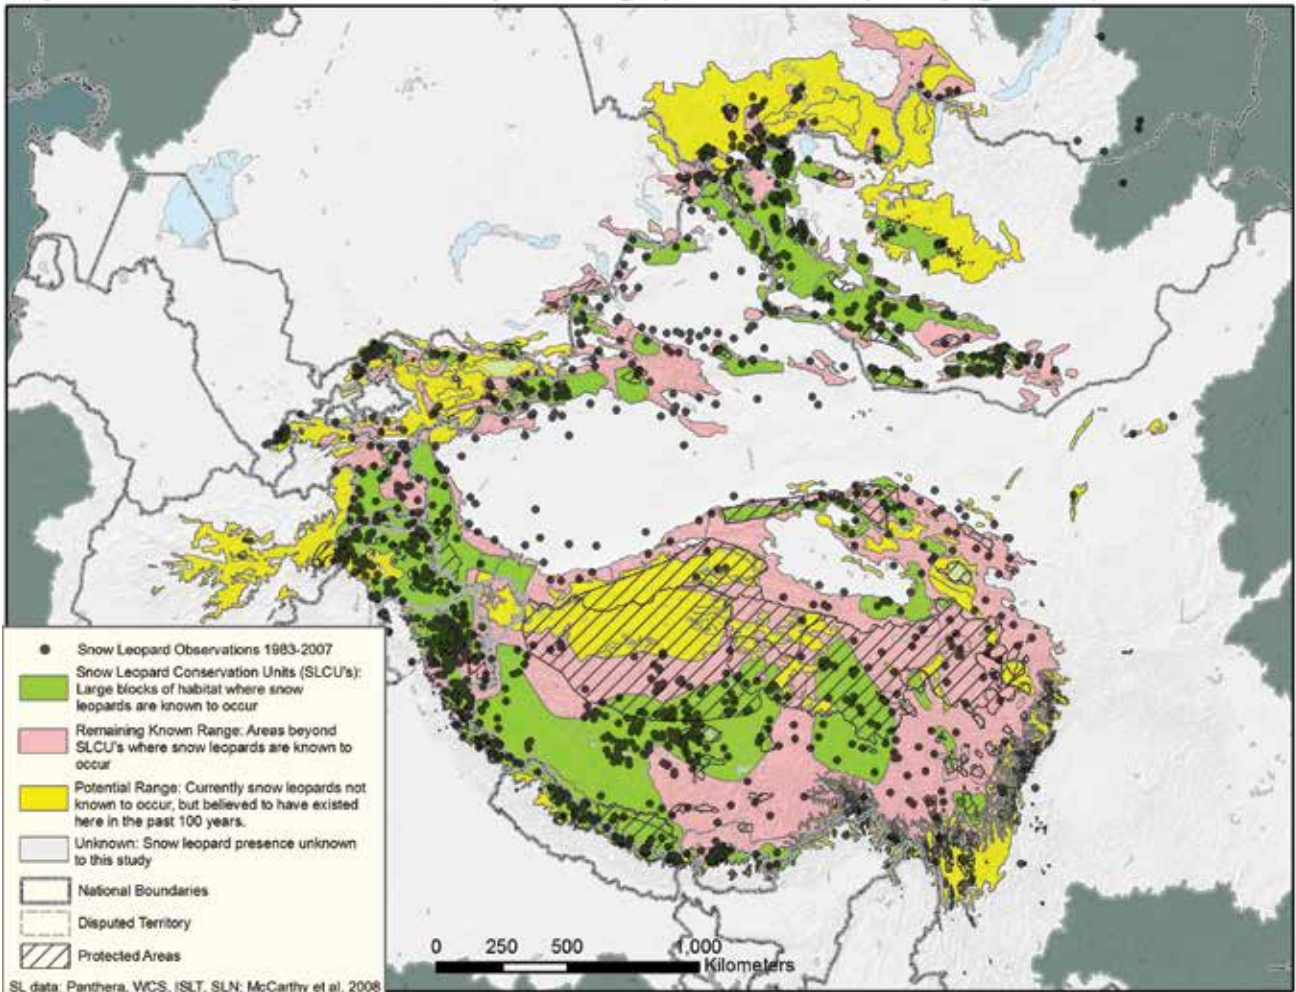 Snow Leopard Observations 1983-2007
Snow Leopard Conservation Units (SLCU's):
Large blocks of habitat where snow
leopards are known to occur
Remaining Known Range: Areas beyond
SLCU's where snow leopards are known to
occur
Potential Range: Currently snow leopards not
known to occur, but believed to have existed
here in the past 100 years.
Unknown: Snow leopard presence unknown
to this study
National Boundaries
Disputed Territory
Protected Areas
SL data: Panthera, WCS, ISLT, SLN; McCarthy et al. 2008
0 250 500 1,000
Kilometers